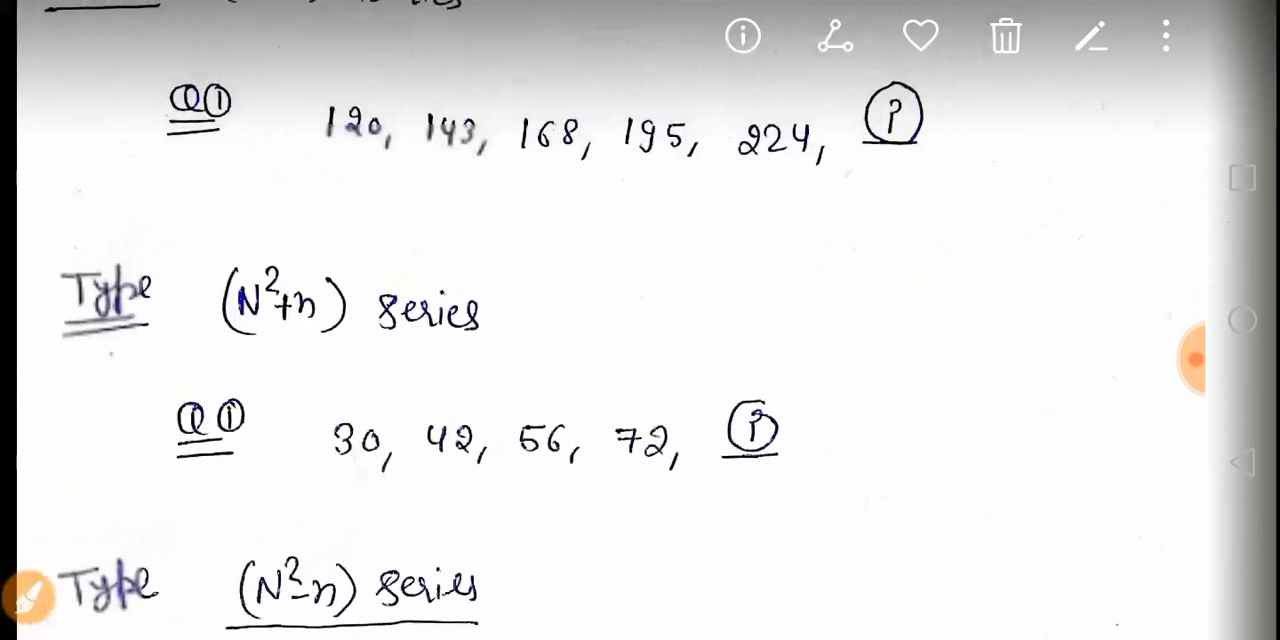 Q①
120, 143, 168, 195, 224, ?
Type (N²+n) series
Q①
30, 42, 56, 72, ?
Type (N²-n) series